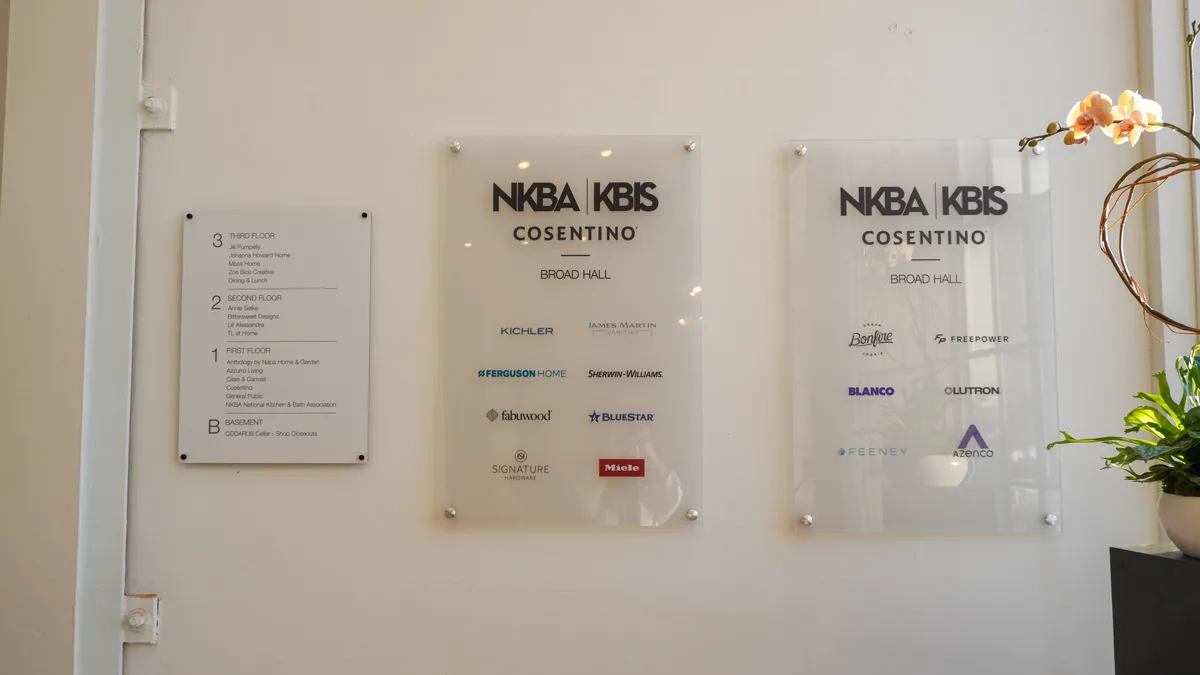 3 THIRD FLOOR
Jill Pumpelly
Johanna Howard Home
Moss Home
Zoe Bios Creative
Dining & Lunch
2 SECOND FLOOR
Annie Selke
Bittersweet Designs
Lili Alessandra
TL at Home
1 FIRST FLOOR
Anthology by Napa Home & Garden
Azzurro Living
Case & Canvas
Cosentino
General Public
NKBA National Kitchen & Bath Association
B BASEMENT
CODARUS Cellar - Shop Closeouts
NKBA | KBIS
COSENTINO
BROAD HALL
KICHLER
JAMES MARTIN
VANITIES
FERGUSON HOME
SHERWIN-WILLIAMS.
fabuwood
BLUESTAR
SIGNATURE
HARDWARE
Miele
NKBA | KBIS
COSENTINO
BROAD HALL
URBAN
Bonfire
FP FREEPOWER
BLANCO
LUTRON
FEENEY
AZENCO